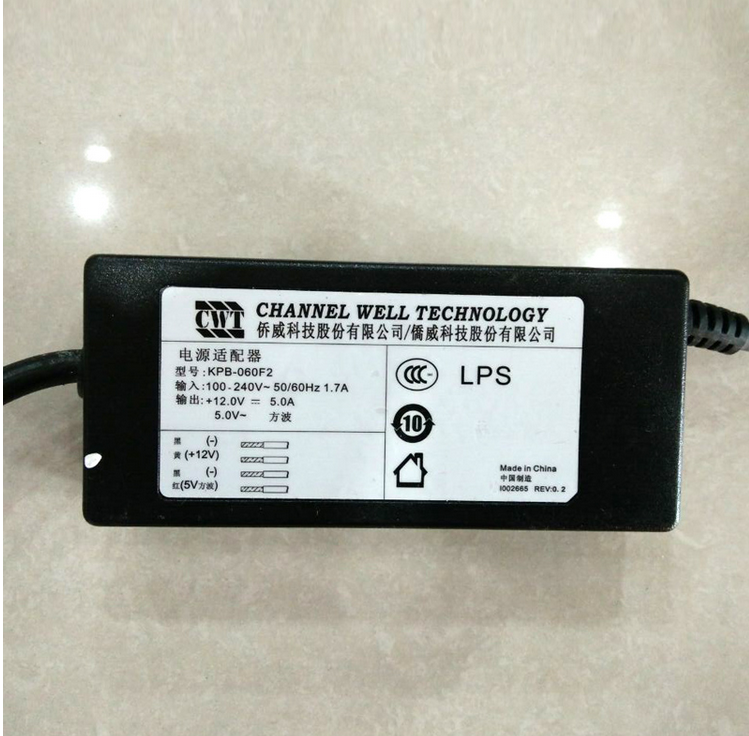 CWT CHANNEL WELL TECHNOLOGY
侨威科技股份有限公司/僑威科技股份有限公司
电源适配器
型号:KPB-060F2
输入:100-240V~ 50/60Hz 1.7A
输出:+12.0V ⎓ 5.0A
5.0V~ 方波
黑 (-)
黄 (+12V)
黑 (-)
红(5V方波)
CCC LPS
10
Made in China
中国制造
I002665 REV:0.2